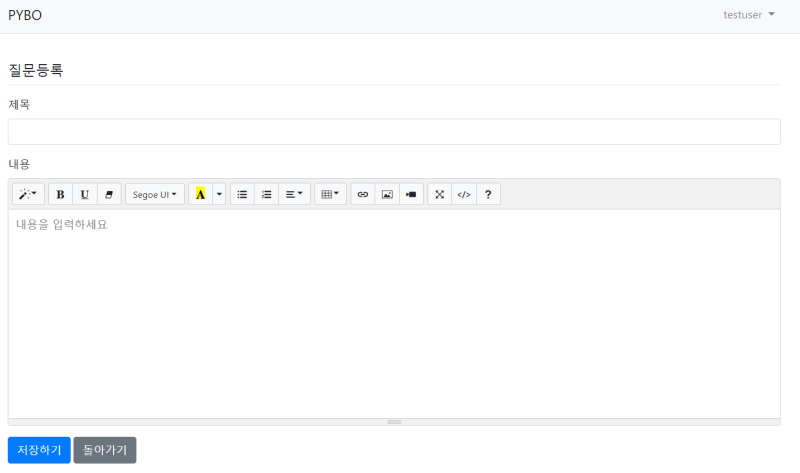 PYBO testuser
질문등록
제목
내용
B U Segoe UI A </> ?
내용을 입력하세요
저장하기 돌아가기